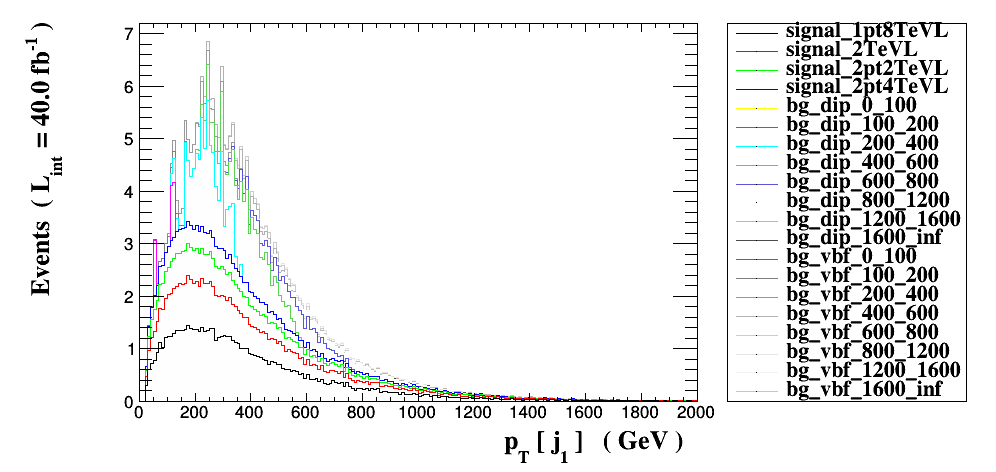 Events ( L_int = 40.0 fb^-1 )
7
6
5
4
3
2
1
0
0 200 400 600 800 1000 1200 1400 1600 1800 2000
p_T [ j_1 ] ( GeV )
signal_1pt8TeVL
signal_2TeVL
signal_2pt2TeVL
signal_2pt4TeVL
bg_dip_0_100
bg_dip_100_200
bg_dip_200_400
bg_dip_400_600
bg_dip_600_800
bg_dip_800_1200
bg_dip_1200_1600
bg_dip_1600_inf
bg_vbf_0_100
bg_vbf_100_200
bg_vbf_200_400
bg_vbf_400_600
bg_vbf_600_800
bg_vbf_800_1200
bg_vbf_1200_1600
bg_vbf_1600_inf